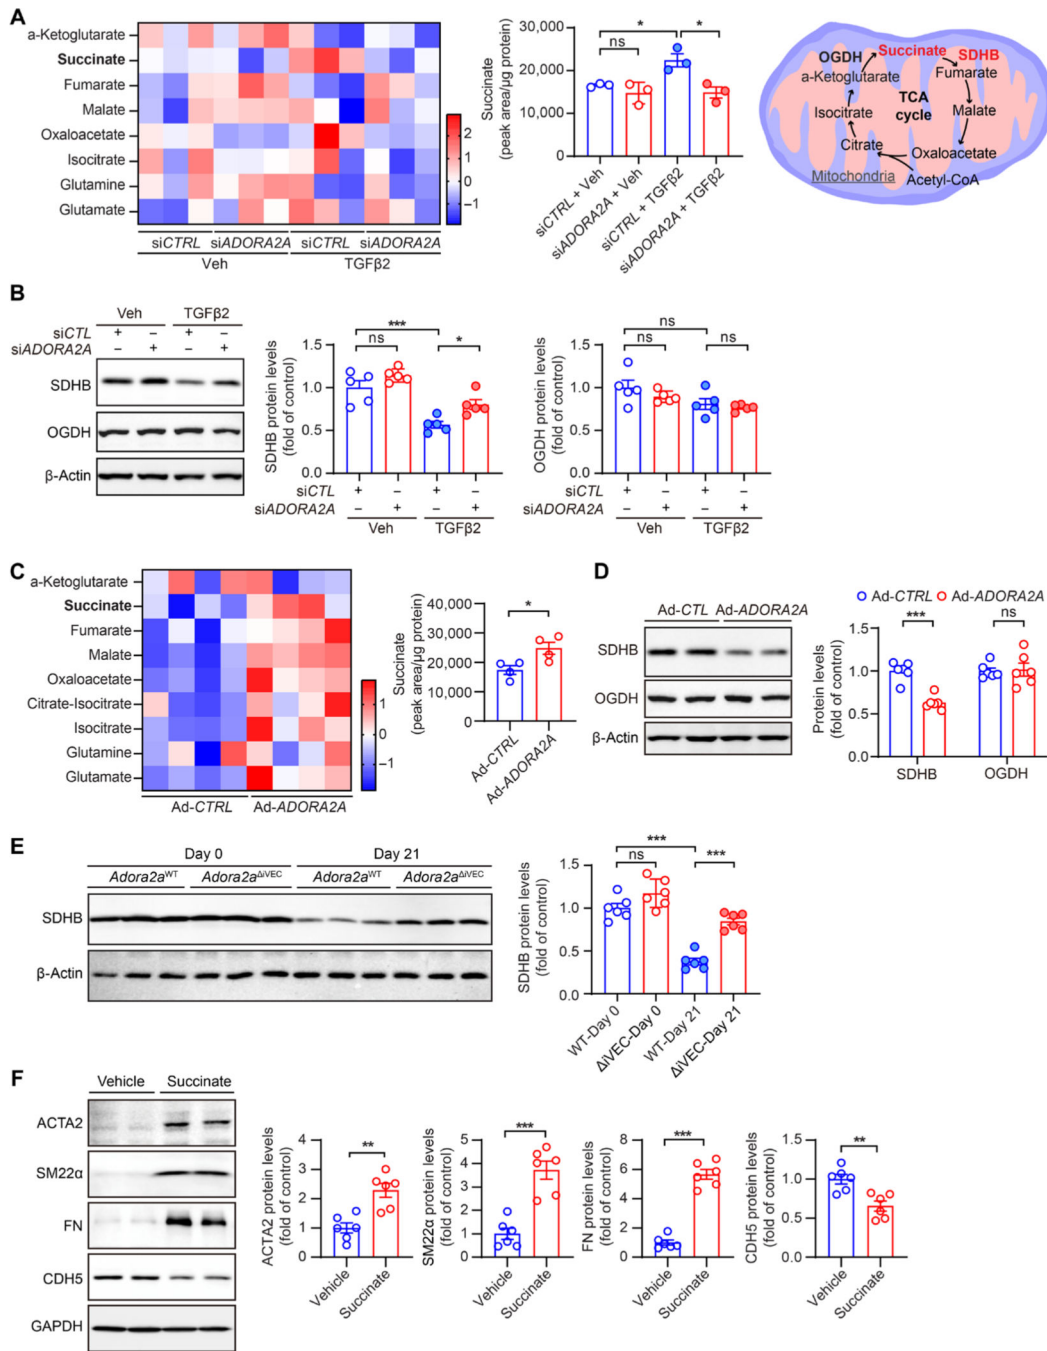 A
a-Ketoglutarate
Succinate
Fumarate
Malate
Oxaloacetate
Isocitrate
Glutamine
Glutamate
2
1
0
−1
siCTRL siADORA2A siCTRL siADORA2A
Veh TGFβ2
Succinate
(peak area/μg protein)
30,000
20,000
10,000
0
* *
ns
siCTRL + Veh
siADORA2A + Veh
siCTRL + TGFβ2
siADORA2A + TGFβ2
OGDH Succinate SDHB
a-Ketoglutarate Fumarate
Isocitrate TCA Malate
cycle
Citrate Oxaloacetate
Mitochondria Acetyl-CoA
B
Veh TGFβ2
siCTL + − + −
siADORA2A − + − +
SDHB
OGDH
β-Actin
SDHB protein levels
(fold of control)
1.5
1.0
0.5
0.0
***
ns *
siCTL + − + −
siADORA2A − + − +
Veh TGFβ2
OGDH protein levels
(fold of control)
1.5
1.0
0.5
0.0
ns
ns ns
siCTL + − + −
siADORA2A − + − +
Veh TGFβ2
C
a-Ketoglutarate
Succinate
Fumarate
Malate
Oxaloacetate
Citrate-Isocitrate
Isocitrate
Glutamine
Glutamate
1
0
−1
Ad-CTRL Ad-ADORA2A
Succinate
(peak area/μg protein)
40,000
30,000
20,000
10,000
0
*
Ad-CTRL
Ad-ADORA2A
D
Ad-CTL Ad-ADORA2A
SDHB
OGDH
β-Actin
Ad-CTRL Ad-ADORA2A
Protein levels
(fold of control)
1.5
1.0
0.5
0.0
*** ns
SDHB OGDH
E
Day 0 Day 21
Adora2aWT Adora2aΔiVEC Adora2aWT Adora2aΔiVEC
SDHB
β-Actin
SDHB protein levels
(fold of control)
1.5
1.0
0.5
0.0
***
ns ***
WT-Day 0
ΔiVEC-Day 0
WT-Day 21
ΔiVEC-Day 21
F
Vehicle Succinate
ACTA2
SM22α
FN
CDH5
GAPDH
ACTA2 protein levels
(fold of control)
4
3
2
1
0
**
Vehicle
Succinate
SM22α protein levels
(fold of control)
5
4
3
2
1
0
***
Vehicle
Succinate
FN protein levels
(fold of control)
8
6
4
2
0
***
Vehicle
Succinate
CDH5 protein levels
(fold of control)
1.5
1.0
0.5
0.0
**
Vehicle
Succinate